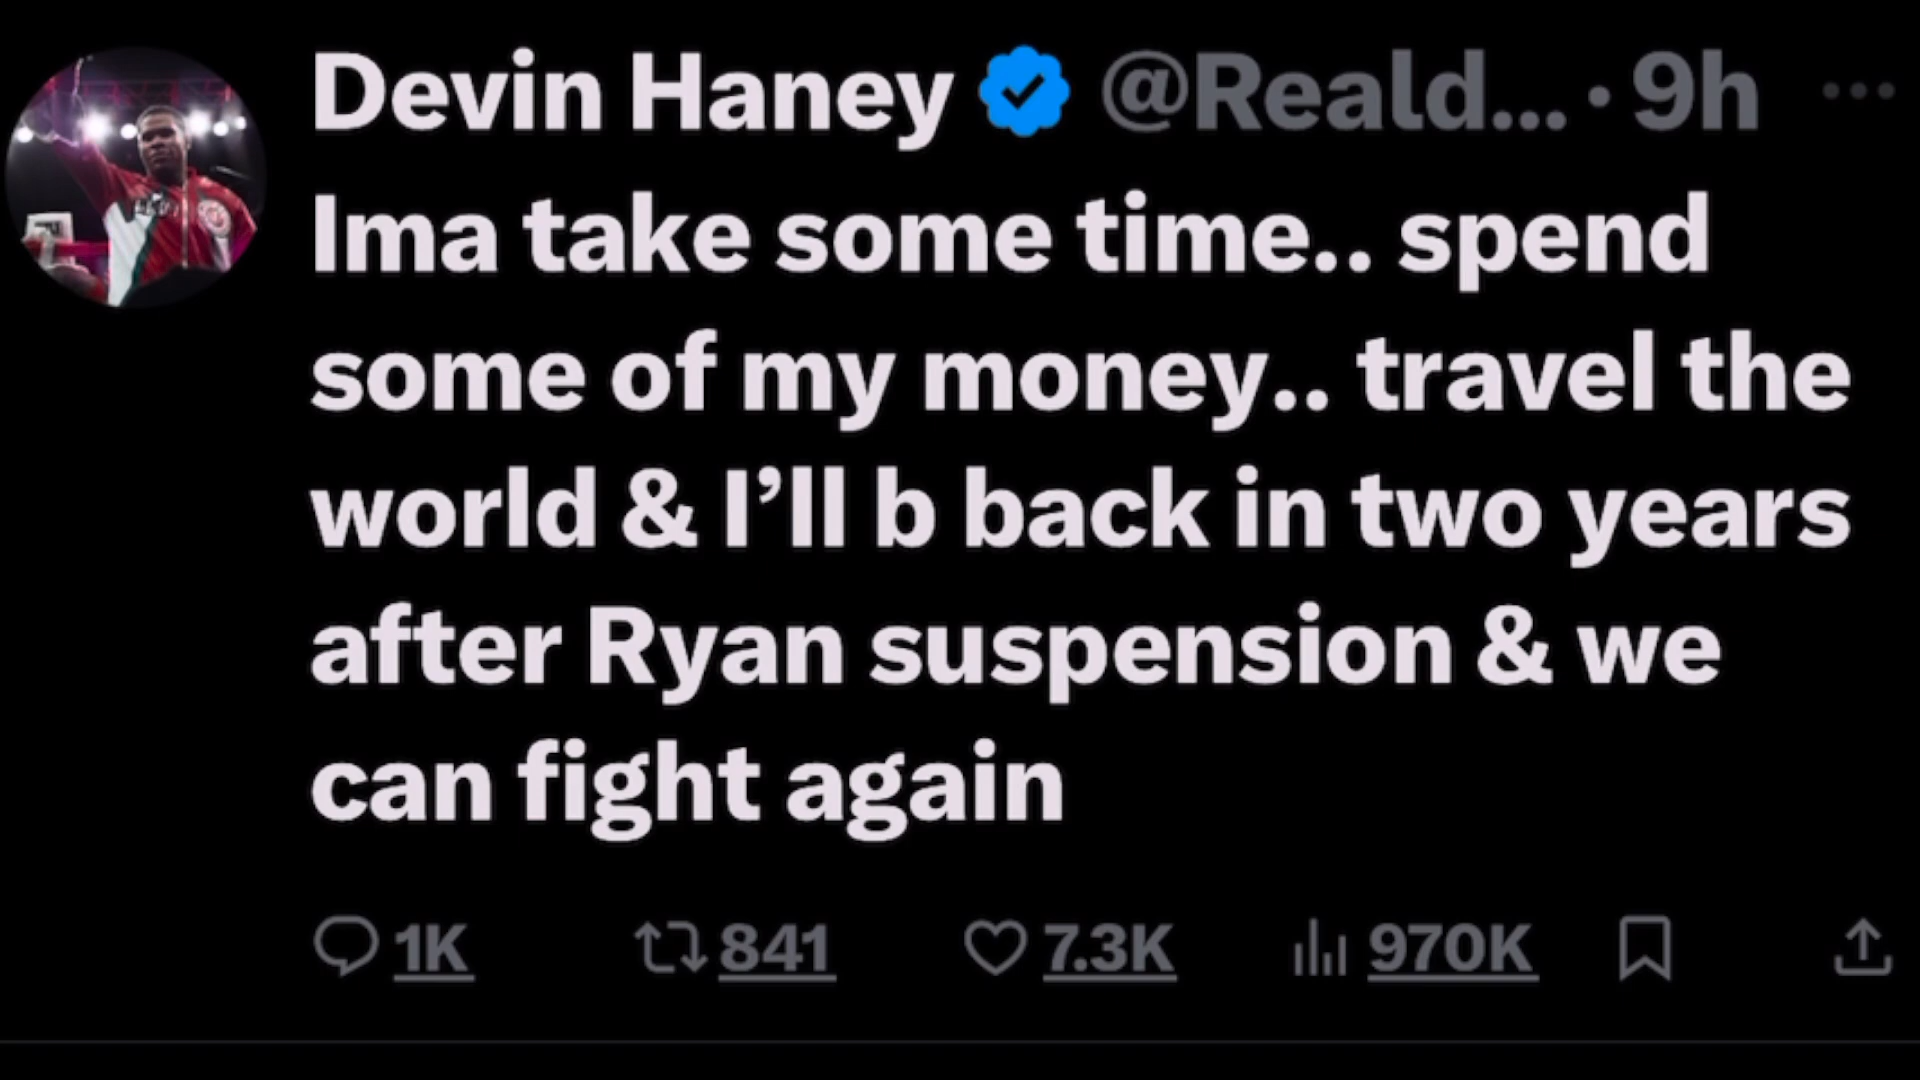 Devin Haney @Reald... · 9h ...
Ima take some time.. spend
some of my money.. travel the
world & I’ll b back in two years
after Ryan suspension & we
can fight again
1K 841 7.3K 970K